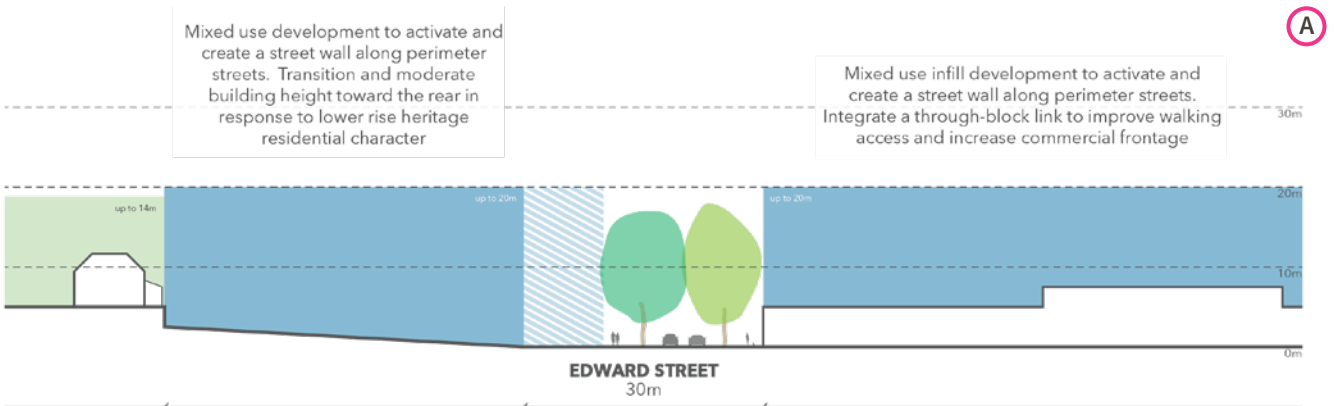 A
Mixed use development to activate and
create a street wall along perimeter
streets. Transition and moderate
building height toward the rear in
response to lower rise heritage
residential character
Mixed use infill development to activate and
create a street wall along perimeter streets.
Integrate a through-block link to improve walking
access and increase commercial frontage
30m
20m
up to 14m
up to 20m
up to 20m
10m
0m
EDWARD STREET
30m